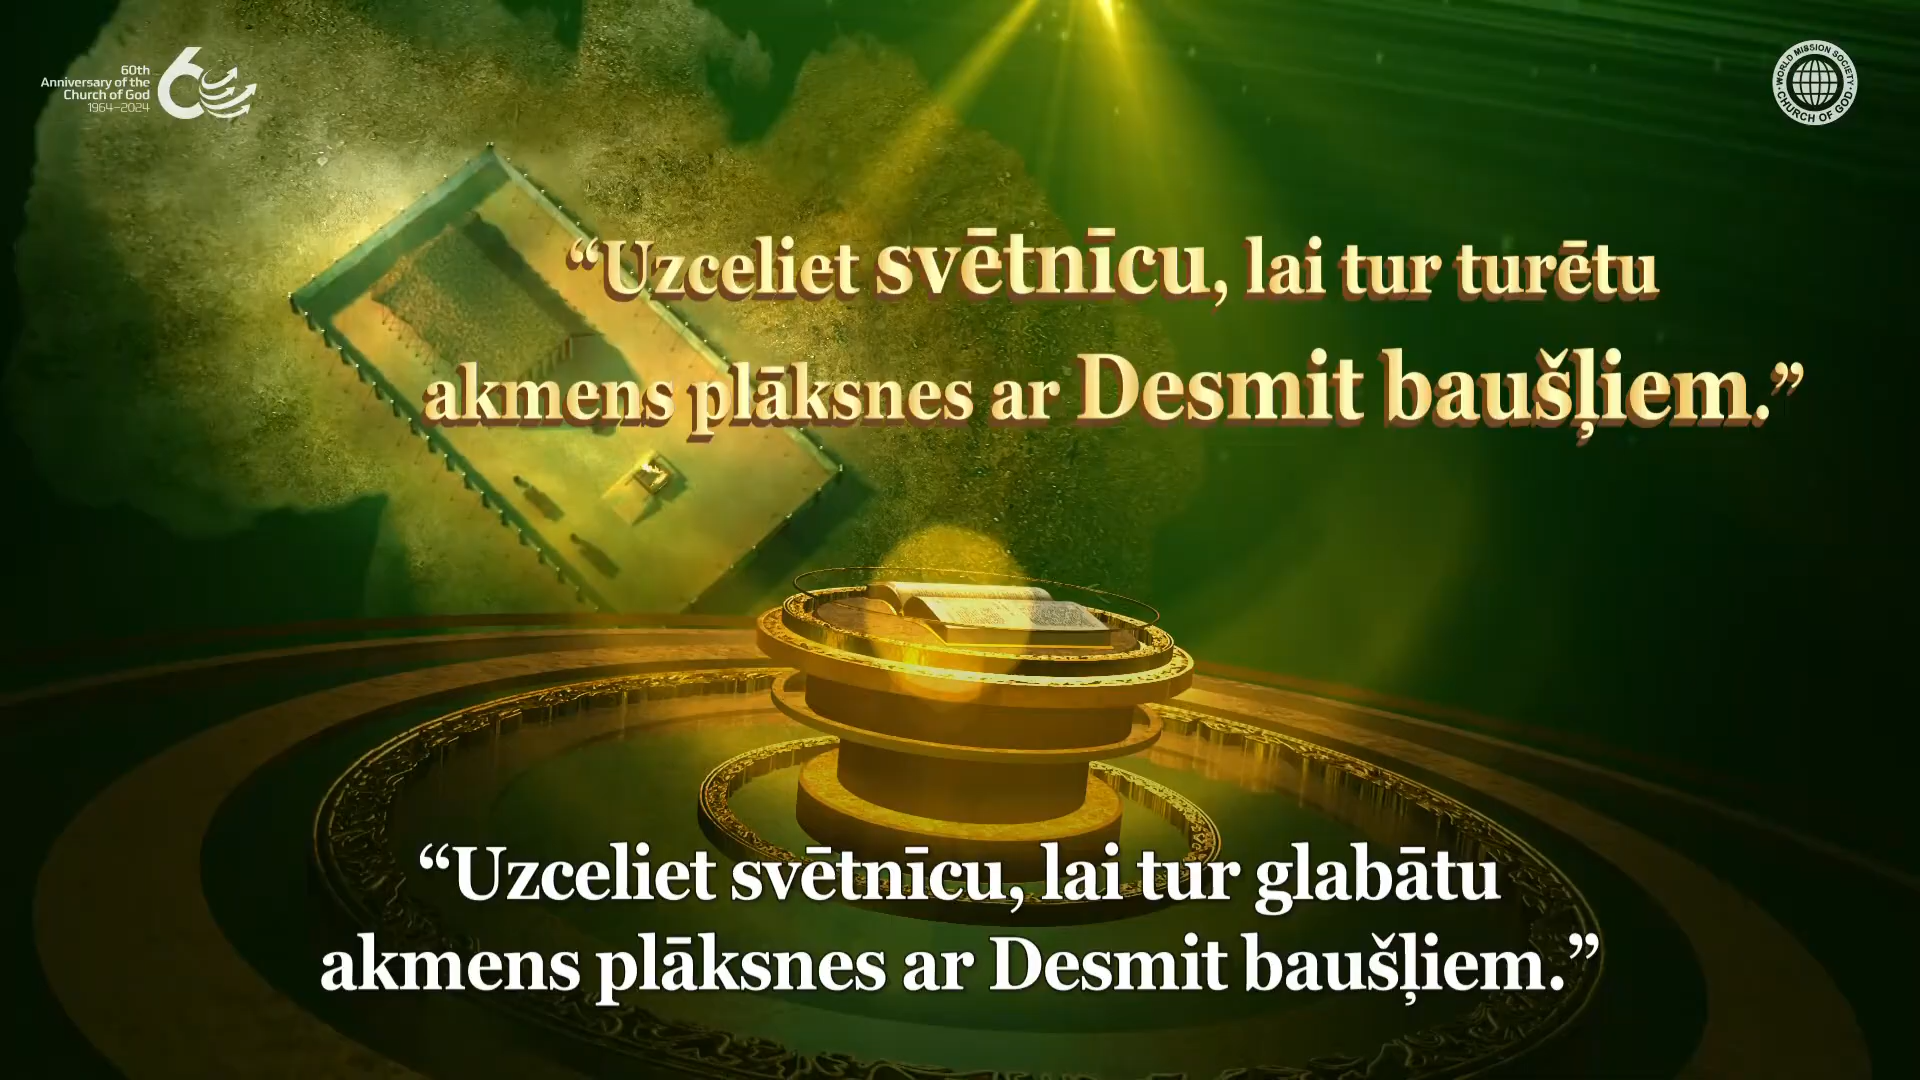 60th
Anniversary of the
Church of God
1964–2024
60
WORLD MISSION SOCIETY
CHURCH OF GOD
“Uzceliet svētnīcu, lai tur turētu
akmens plāksnes ar Desmit baušļiem.”
“Uzceliet svētnīcu, lai tur glabātu
akmens plāksnes ar Desmit baušļiem.”